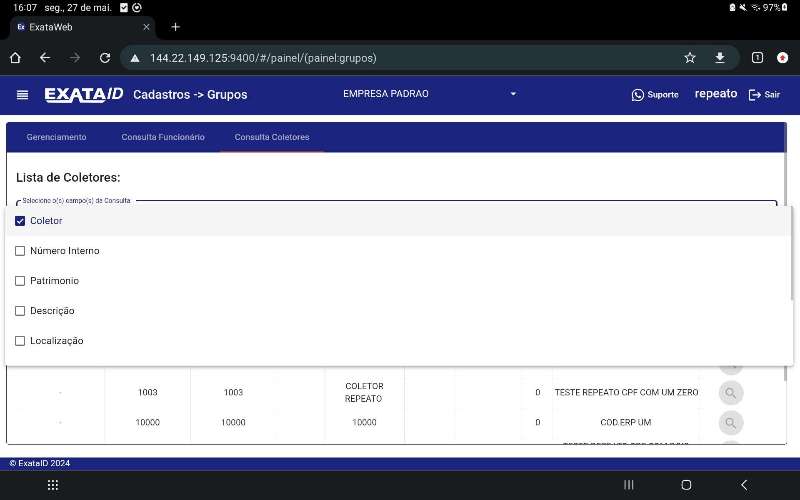 16:07 seg., 27 de mai. 97%
Ex ExataWeb
144.22.149.125:9400/#/painel/(painel:grupos) 1
EXATAID Cadastros -> Grupos EMPRESA PADRAO Suporte repeato Sair
Gerenciamento Consulta Funcionário Consulta Coletores
Lista de Coletores:
Selecione o(s) campo(s) da Consulta
Coletor
Número Interno
Patrimonio
Descrição
Localização
- 1003 1003 COLETOR REPEATO 0 TESTE REPEATO CPF COM UM ZERO
- 10000 10000 10000 0 COD.ERP UM
© ExataID 2024